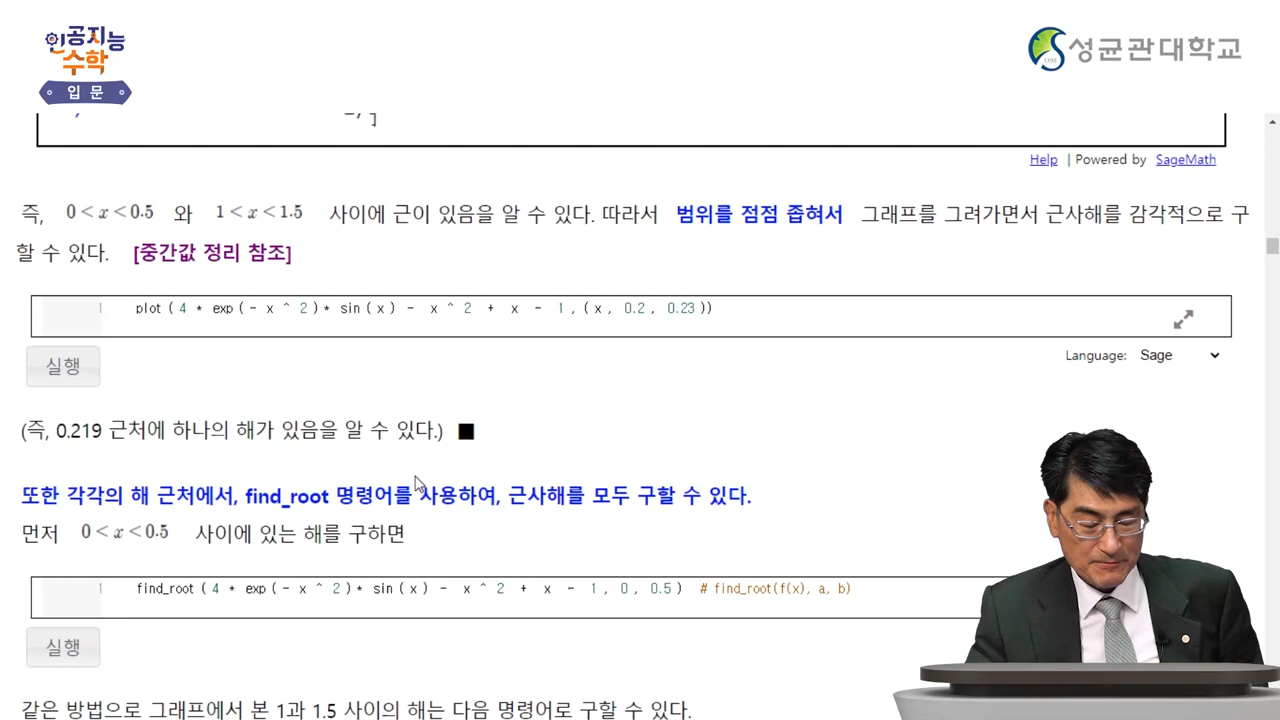 인공지능
수학
입 문
성균관대학교
Help | Powered by SageMath
즉, 0 < x < 0.5 와 1 < x < 1.5 사이에 근이 있음을 알 수 있다. 따라서 범위를 점점 좁혀서 그래프를 그려가면서 근사해를 감각적으로 구
할 수 있다. [중간값 정리 참조]
1 plot ( 4 * exp ( - x ^ 2 ) * sin ( x ) - x ^ 2 + x - 1 , ( x , 0.2 , 0.23 ))
실행
Language: Sage
(즉, 0.219 근처에 하나의 해가 있음을 알 수 있다.) ■
또한 각각의 해 근처에서, find_root 명령어를 사용하여, 근사해를 모두 구할 수 있다.
먼저 0 < x < 0.5 사이에 있는 해를 구하면
1 find_root ( 4 * exp ( - x ^ 2 ) * sin ( x ) - x ^ 2 + x - 1 , 0 , 0.5 ) # find_root(f(x), a, b)
실행
같은 방법으로 그래프에서 본 1과 1.5 사이의 해는 다음 명령어로 구할 수 있다.